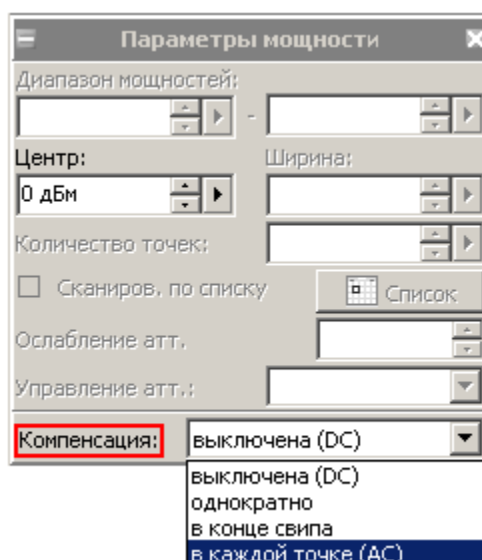 Параметры мощности
Диапазон мощностей:
-
Центр: Ширина:
0 дБм
Количество точек:
Сканиров. по списку Список
Ослабление атт.
Управление атт.:
Компенсация: выключена (DC)
выключена (DC)
однократно
в конце свипа
в каждой точке (AC)